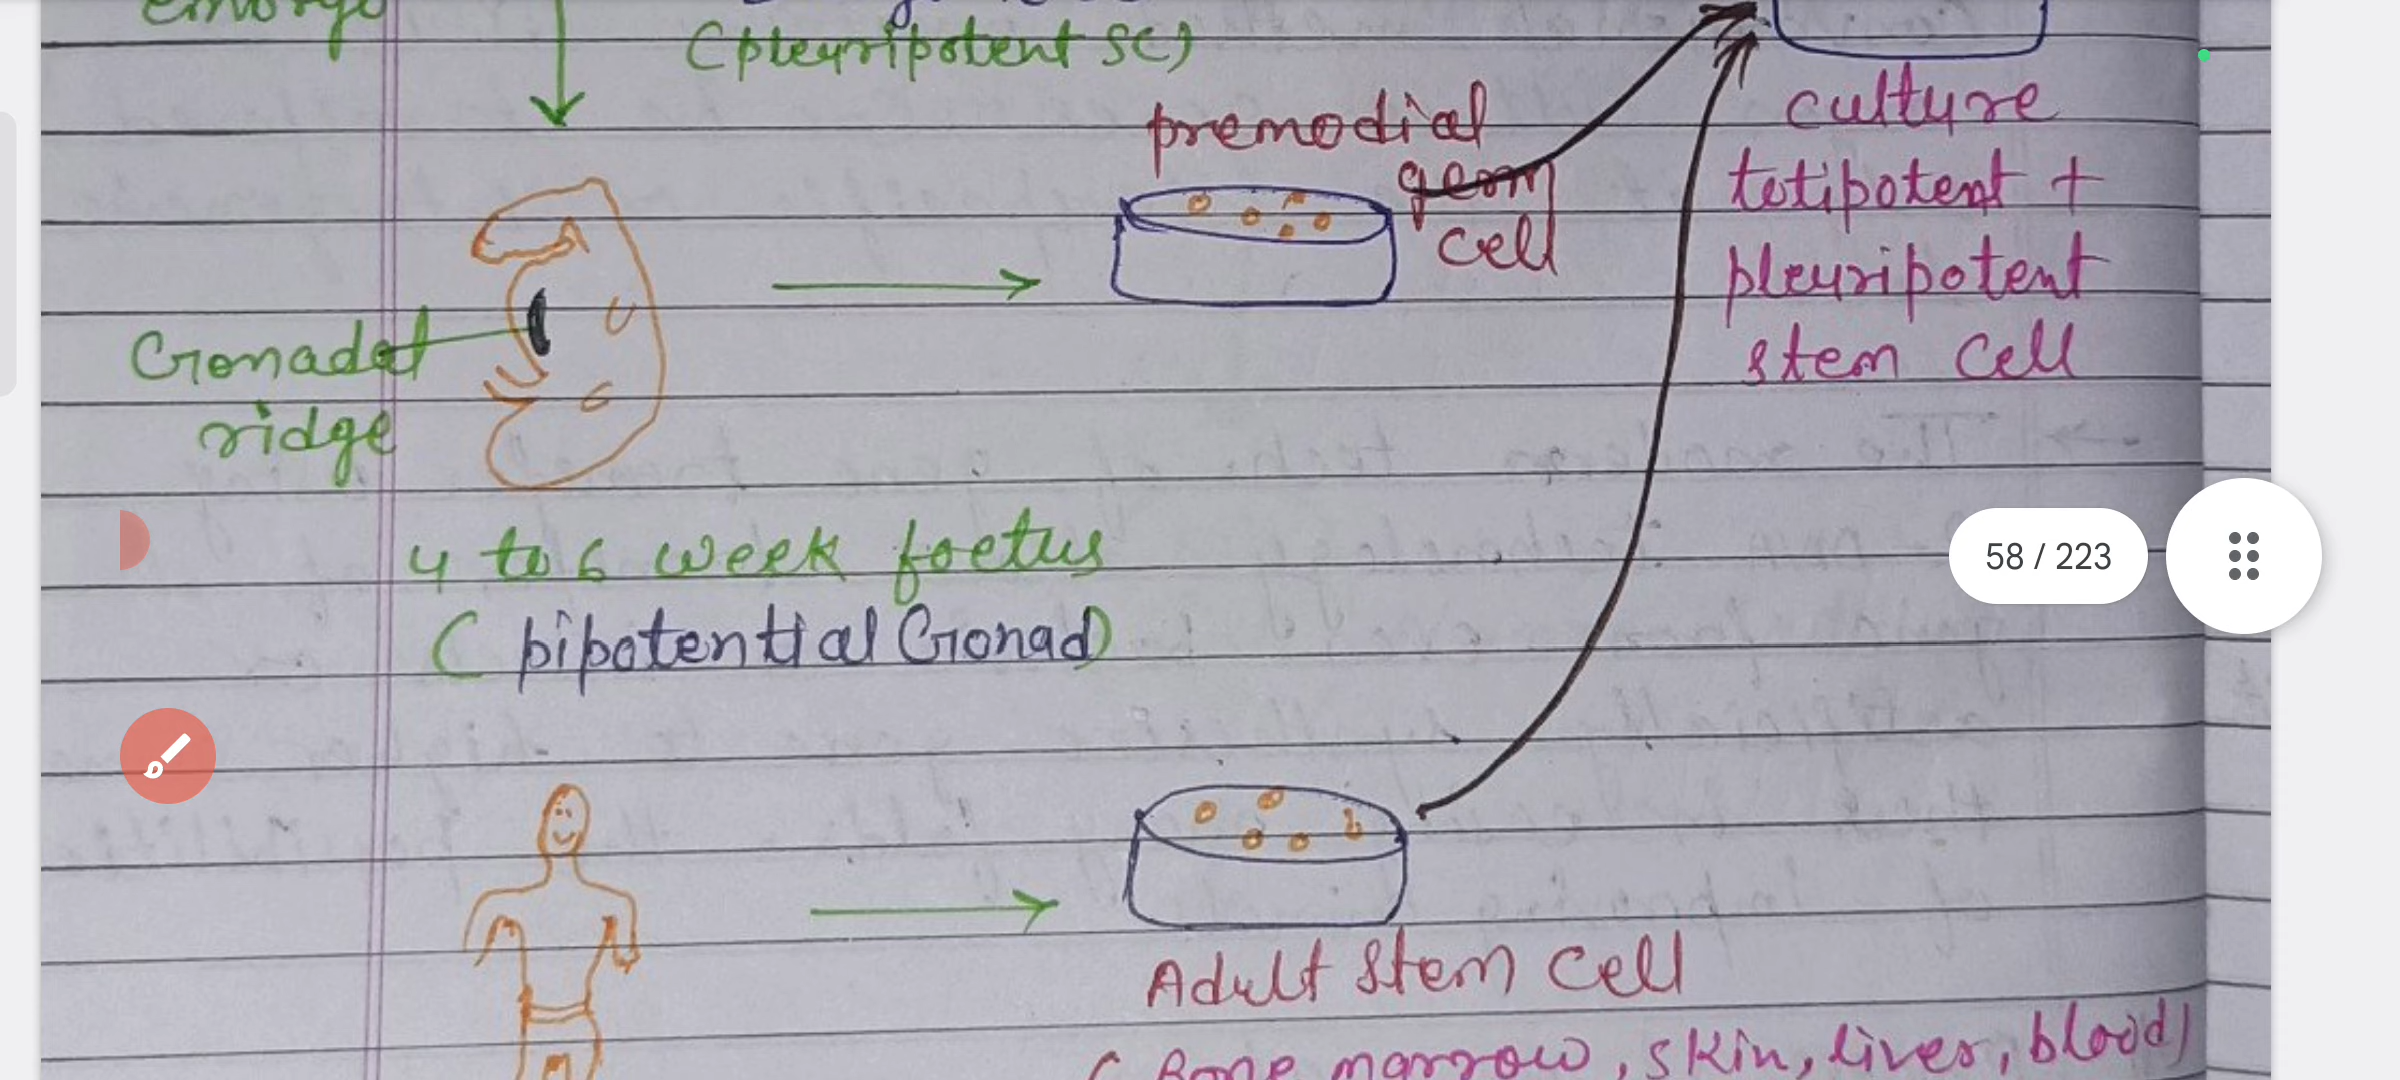 embryo
(pleuripotent SC)
premodial
germ
cell
culture
totipotent +
pleuripotent
stem cell
Gonadal
ridge
4 to 6 week foetus
(bipotential Gonad)
58 / 223
Adult Stem Cell
(Bone marrow, skin, liver, blood)